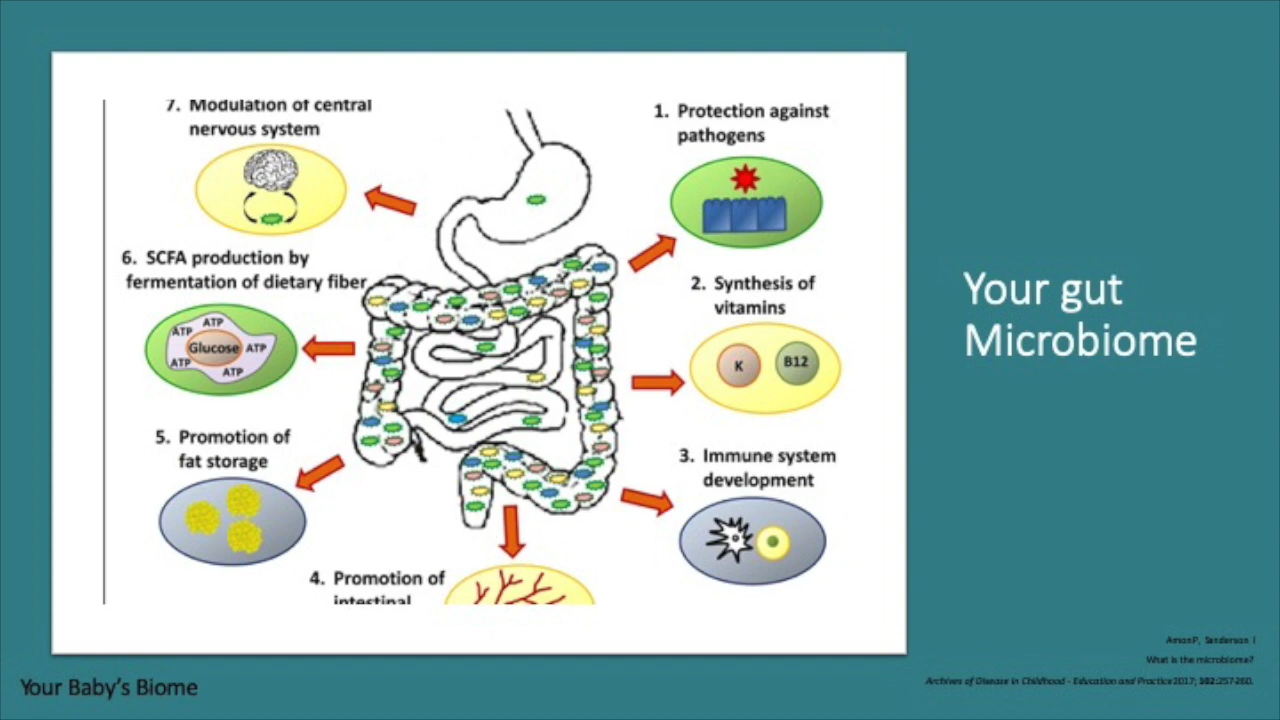 7. Modulation of central
nervous system
1. Protection against
pathogens
6. SCFA production by
fermentation of dietary fiber
ATP
ATP
Glucose
ATP
ATP
ATP
2. Synthesis of
vitamins
K
B12
5. Promotion of
fat storage
3. Immune system
development
4. Promotion of
intestinal
Your gut
Microbiome
Amon P, Sanderson I
What is the microbiome?
Archives of Disease in Childhood - Education and Practice 2017; 102:257-260.
Your Baby's Biome